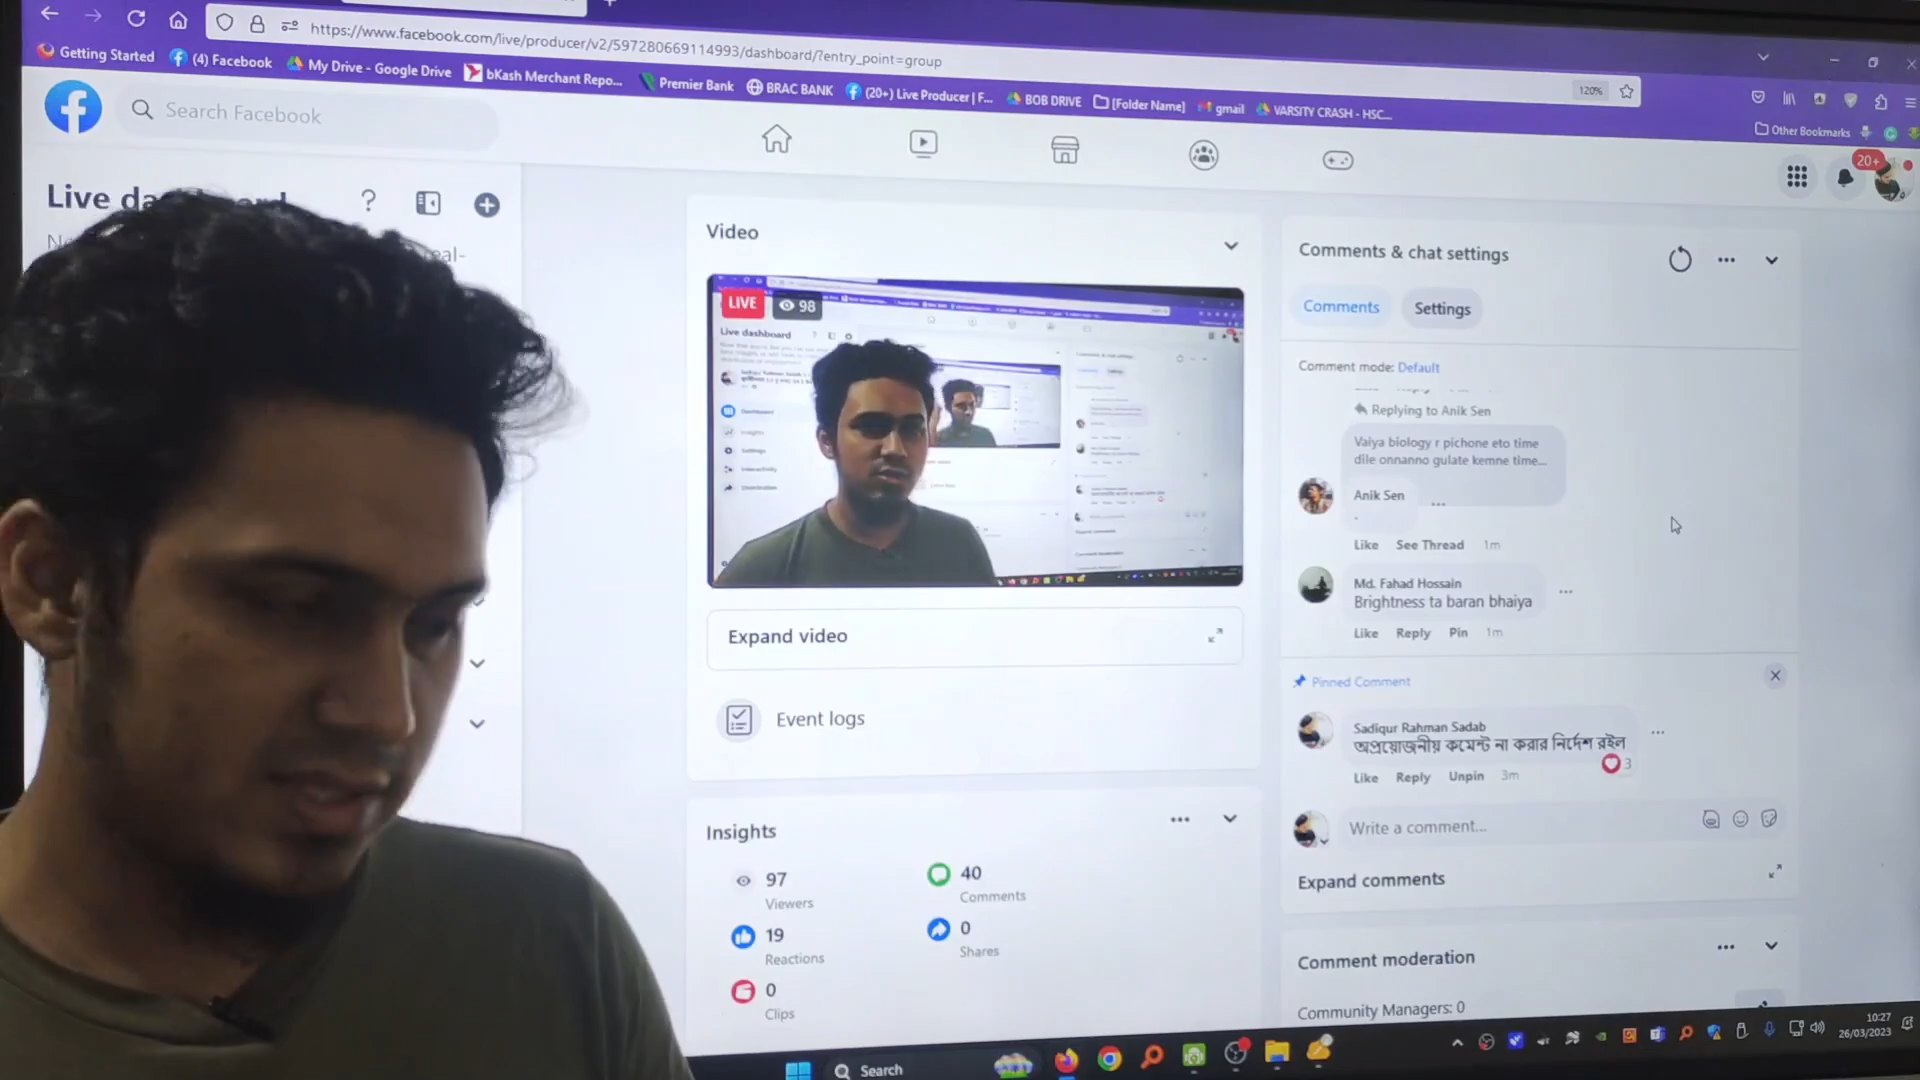 https://www.facebook.com/live/producer/v2/597280669114993/dashboard/?entry_point=group
120%
Getting Started
(4) Facebook
My Drive - Google Drive
bKash Merchant Repo...
Premier Bank
BRAC BANK
(20+) Live Producer | F...
BOB DRIVE
[Folder Name]
gmail
VARSITY CRASH - HSC...
Other Bookmarks
Search Facebook
20+
Live
Video
LIVE
98
Live dashboard
Dashboard
Insights
Settings
Expand video
Event logs
Insights
97
Viewers
40
Comments
19
Reactions
0
Shares
0
Clips
Comments & chat settings
Comments
Settings
Comment mode: Default
Replying to Anik Sen
Vaiya biology r pichone eto time
dile onnanno gulate kemne time...
Anik Sen
.
Like See Thread 1m
Md. Fahad Hossain
Brightness ta baran bhaiya
Like Reply Pin 1m
Pinned Comment
Sadiqur Rahman Sadab
অপ্রয়োজনীয় কমেন্ট না করার নির্দেশ রইল
3
Like Reply Unpin 3m
Write a comment...
Expand comments
Comment moderation
Community Managers: 0
Search
10:27
26/03/2023